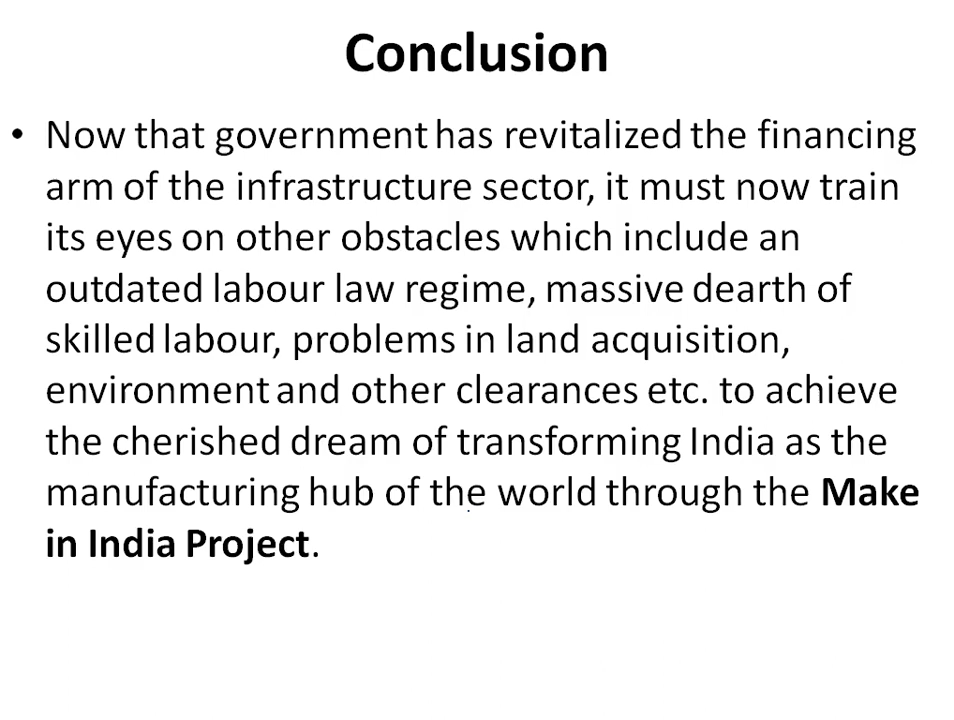 Conclusion
• Now that government has revitalized the financing
arm of the infrastructure sector, it must now train
its eyes on other obstacles which include an
outdated labour law regime, massive dearth of
skilled labour, problems in land acquisition,
environment and other clearances etc. to achieve
the cherished dream of transforming India as the
manufacturing hub of the world through the Make
in India Project.